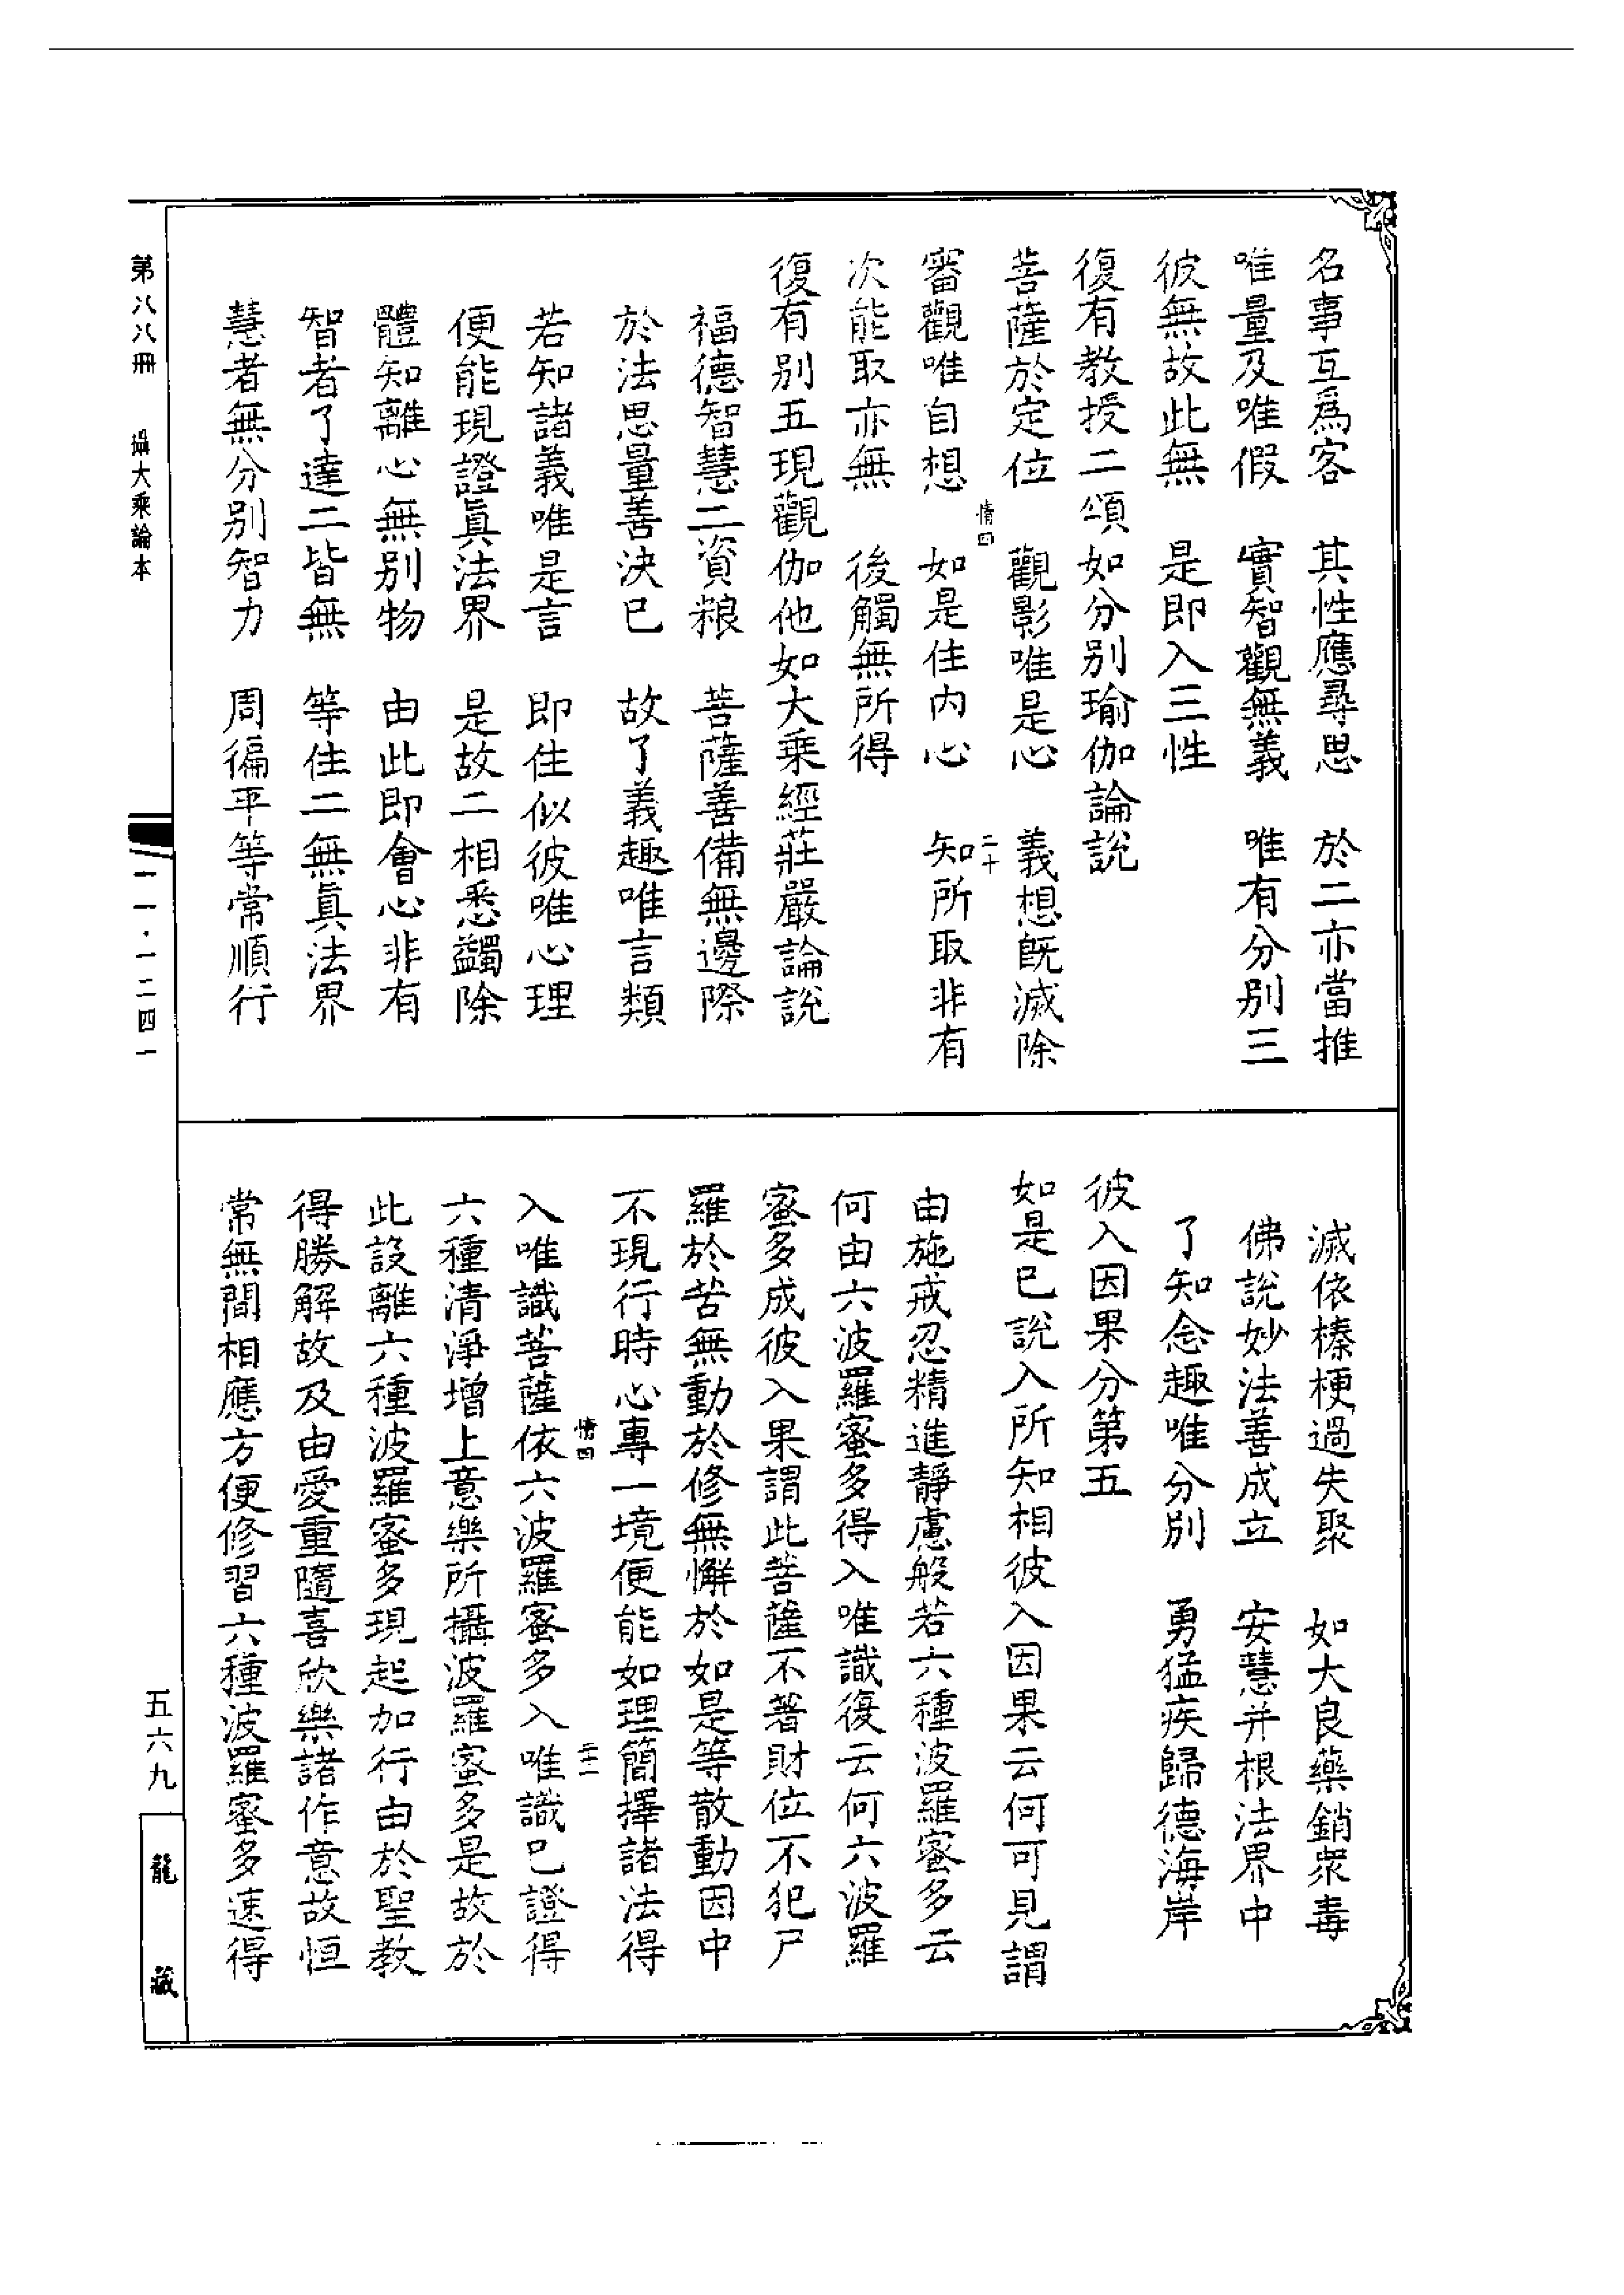 名事互爲客　其性應尋思　於二亦當推
唯量及唯假　實智觀無義　唯有分別三
彼無故此無　是即入三性
復有教授二頌如分別瑜伽論說
菩薩於定位　觀影唯是心　義想旣滅除
審觀唯自想　如是住內心　知所取非有
次能取亦無　後觸無所得
復有別五現觀伽他如大乘經莊嚴論說
福德智慧二資糧　菩薩善備無邊際
於法思量善決已　故了義趣唯言類
若知諸義唯是言　即住似彼唯心理
便能現證眞法界　是故二相悉蠲除
體知離心無別物　由此即會心非有
智者了達二皆無　等住二無眞法界
慧者無分別智力　周徧平等常順行
滅依榛梗過失聚　如大良藥銷衆毒
佛說妙法善成立　安慧并根法界中
了知念趣唯分別　勇猛疾歸德海岸
彼入因果分第五
如是已說入所知相彼入因果云何可見謂
由施戒忍精進靜慮般若六種波羅蜜多云
何由六波羅蜜多得入唯識復云何六波羅
蜜多成彼入果謂此菩薩不著財位不犯尸
羅於苦無動於修無懈於如是等散動因中
不現行時心專一境便能如理簡擇諸法得
入唯識菩薩依六波羅蜜多入唯識已證得
六種清淨增上意樂所攝波羅蜜多是故於
此設離六種波羅蜜多現起加行由於聖教
得勝解故及由愛重隨喜欣樂諸作意故恒
常無間相應方便修習六種波羅蜜多速得
情四
二十
情四
二十一
第八八冊　攝大乘論本
一一·一二四一
五六九
龍藏